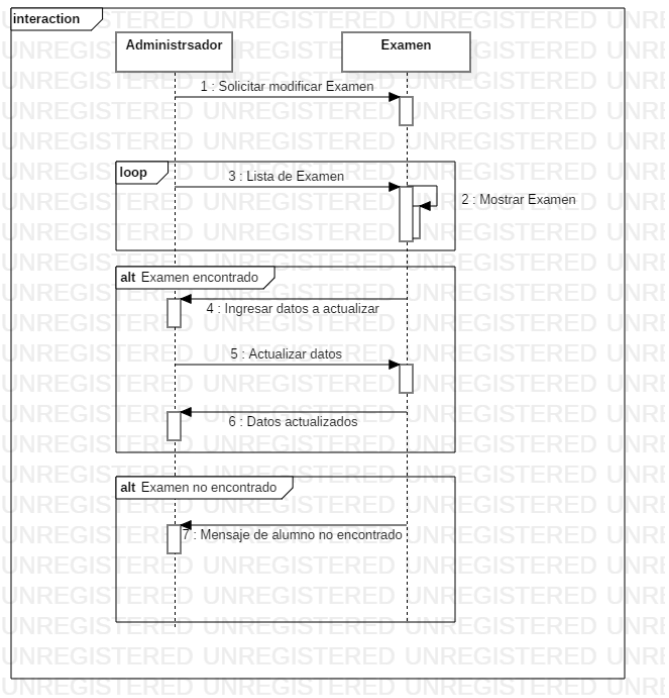 interaction
Administrsador
Examen
1 : Solicitar modificar Examen
loop
3 : Lista de Examen
2 : Mostrar Examen
alt Examen encontrado
4 : Ingresar datos a actualizar
5 : Actualizar datos
6 : Datos actualizados
alt Examen no encontrado
7 : Mensaje de alumno no encontrado
UNREGISTERED